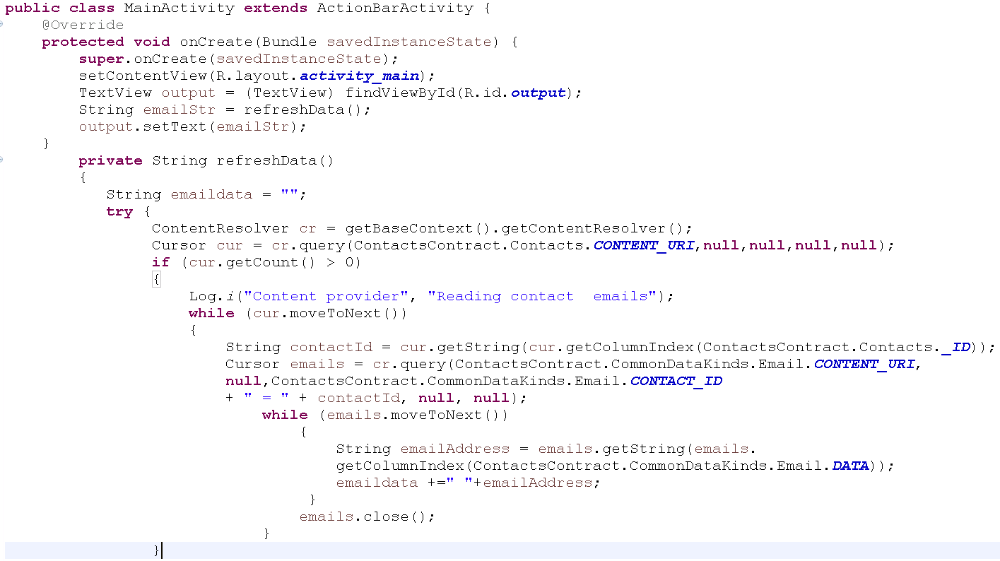 public class MainActivity extends ActionBarActivity {
    @Override
    protected void onCreate(Bundle savedInstanceState) {
        super.onCreate(savedInstanceState);
        setContentView(R.layout.activity_main);
        TextView output = (TextView) findViewById(R.id.output);
        String emailStr = refreshData();
        output.setText(emailStr);
    }
        private String refreshData()
        {
           String emaildata = "";
           try {
                ContentResolver cr = getBaseContext().getContentResolver();
                Cursor cur = cr.query(ContactsContract.Contacts.CONTENT_URI,null,null,null,null);
                if (cur.getCount() > 0)
                {
                    Log.i("Content provider", "Reading contact  emails");
                    while (cur.moveToNext())
                    {
                        String contactId = cur.getString(cur.getColumnIndex(ContactsContract.Contacts._ID));
                        Cursor emails = cr.query(ContactsContract.CommonDataKinds.Email.CONTENT_URI,
                        null,ContactsContract.CommonDataKinds.Email.CONTACT_ID
                        + " = " + contactId, null, null);
                            while (emails.moveToNext())
                                {
                                    String emailAddress = emails.getString(emails.
                                    getColumnIndex(ContactsContract.CommonDataKinds.Email.DATA));
                                    emaildata +=" "+emailAddress;
                                 }
                                emails.close();
                            }
                }